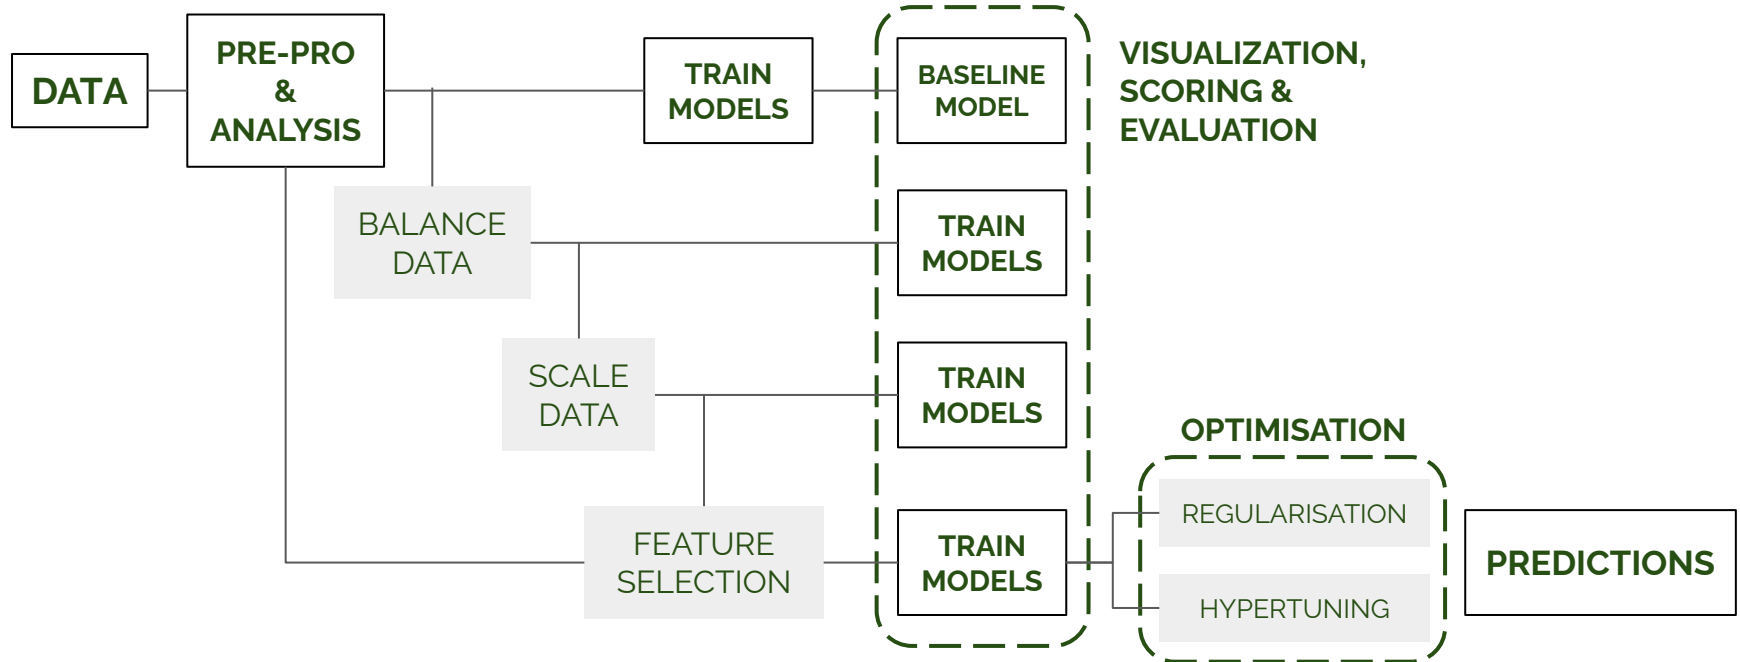 DATA
PRE-PRO
&
ANALYSIS
TRAIN
MODELS
BASELINE
MODEL
VISUALIZATION,
SCORING &
EVALUATION
BALANCE
DATA
TRAIN
MODELS
SCALE
DATA
TRAIN
MODELS
FEATURE
SELECTION
TRAIN
MODELS
OPTIMISATION
REGULARISATION
HYPERTUNING
PREDICTIONS